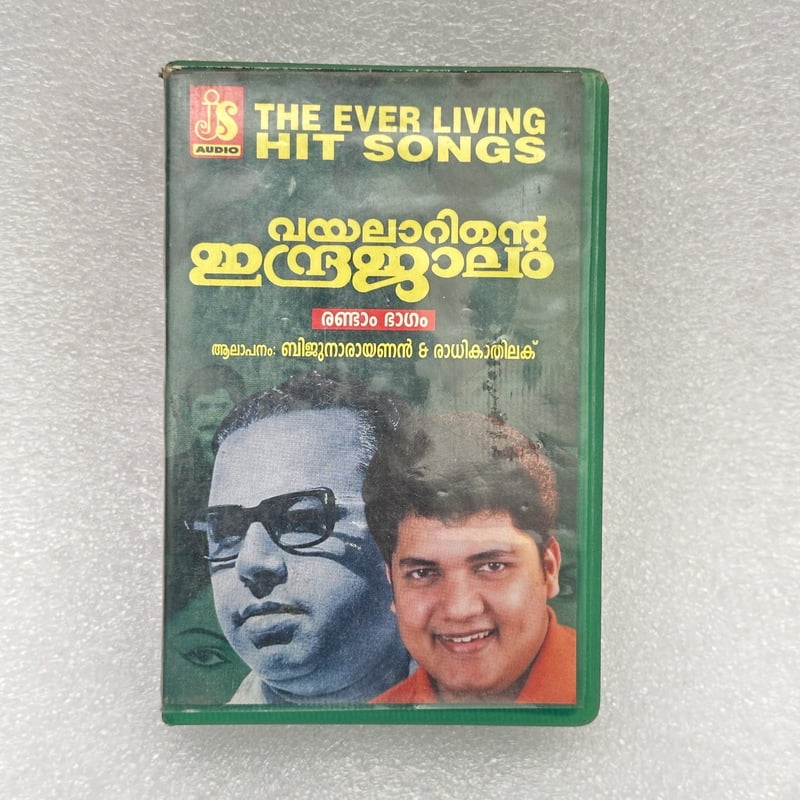 JS
AUDIO
THE EVER LIVING
HIT SONGS
വയലാറിന്റെ
ഇന്ദ്രജാലം
രണ്ടാം ഭാഗം
ആലാപനം: ബിജുനാരായണൻ & രാധികാതിലക്